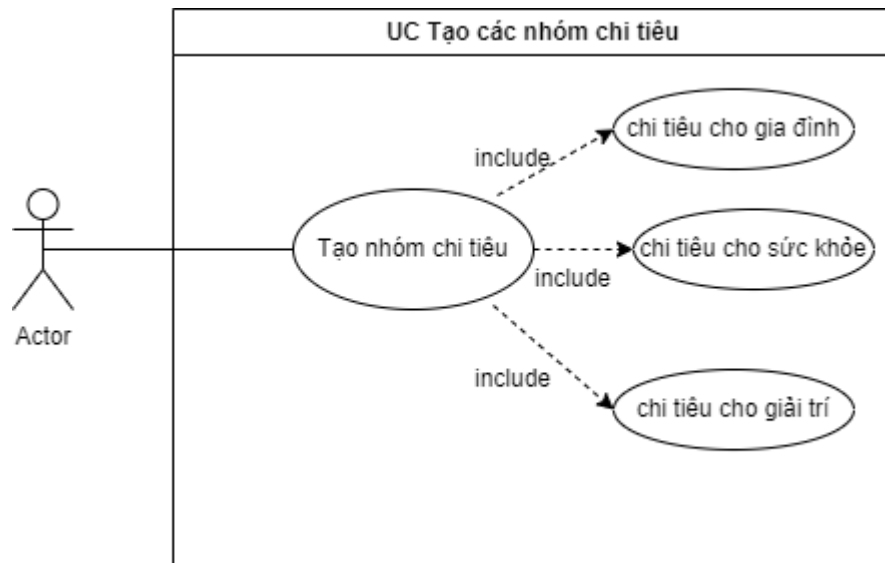 UC Tạo các nhóm chi tiêu
chi tiêu cho gia đình
include
Tạo nhóm chi tiêu
chi tiêu cho sức khỏe
include
Actor
include
chi tiêu cho giải trí